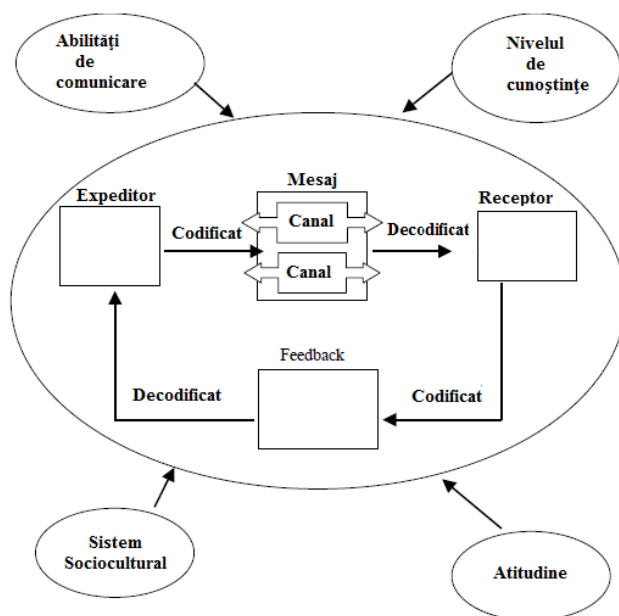 Abilităţi
de
comunicare
Nivelul
de
cunoştinţe
Mesaj
Expeditor
Receptor
Canal
Codificat
Decodificat
Canal
Feedback
Decodificat
Codificat
Sistem
Sociocultural
Atitudine